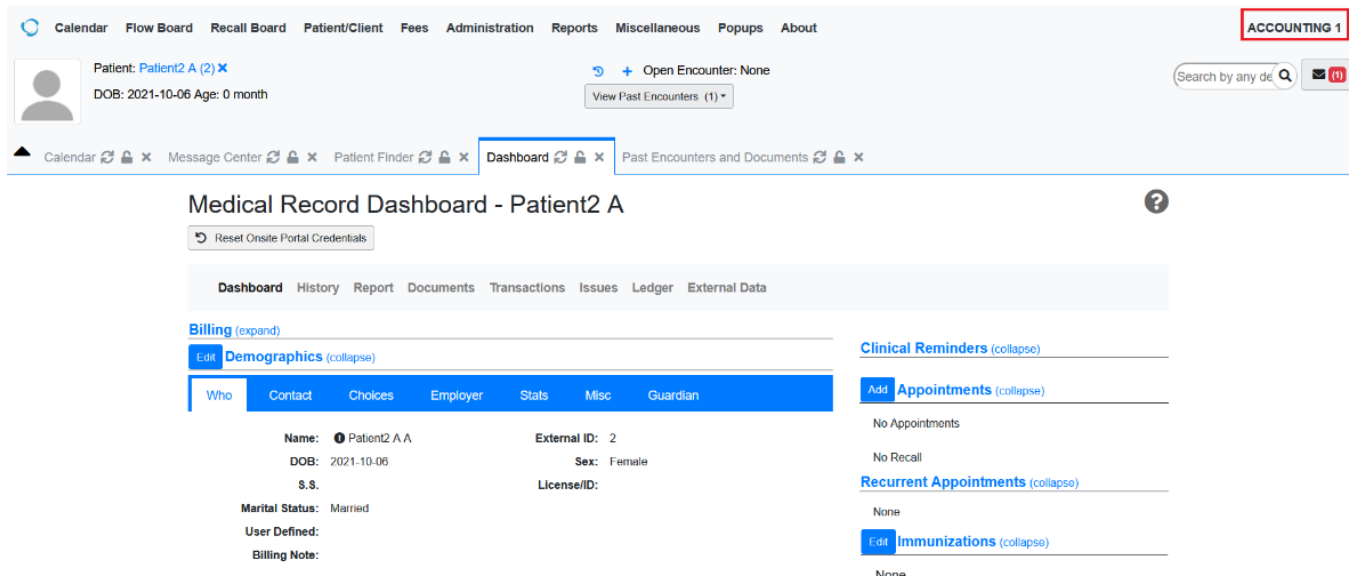 Calendar Flow Board Recall Board Patient/Client Fees Administration Reports Miscellaneous Popups About ACCOUNTING 1
Patient: Patient2 A (2)
Open Encounter: None
DOB: 2021-10-06 Age: 0 month
View Past Encounters (1)
Search by any de
(1)
Calendar Message Center Patient Finder Dashboard Past Encounters and Documents
Medical Record Dashboard - Patient2 A
Reset Onsite Portal Credentials
Dashboard History Report Documents Transactions Issues Ledger External Data
Billing (expand)
Edit Demographics (collapse)
Who Contact Choices Employer Stats Misc Guardian
Name: Patient2 A A External ID: 2
DOB: 2021-10-06 Sex: Female
S.S. License/ID:
Marital Status: Married
User Defined:
Billing Note:
Clinical Reminders (collapse)
Add Appointments (collapse)
No Appointments
No Recall
Recurrent Appointments (collapse)
None
Edit Immunizations (collapse)
None